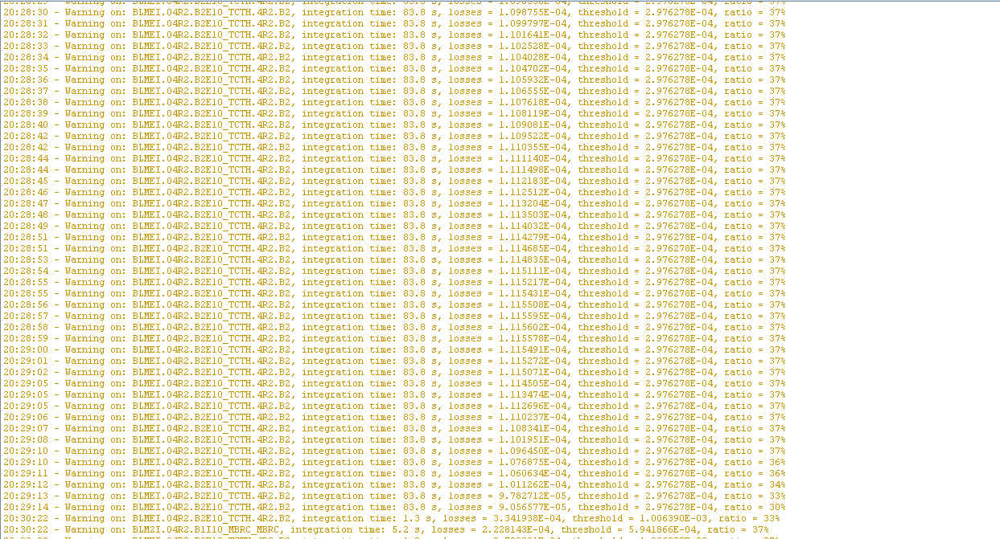 20:28:30 - Warning on: BLMEI.04R2.B2E10_TCTH.4R2.B2, integration time: 83.8 s, losses = 1.098755E-04, threshold = 2.976278E-04, ratio = 37%
20:28:31 - Warning on: BLMEI.04R2.B2E10_TCTH.4R2.B2, integration time: 83.8 s, losses = 1.099797E-04, threshold = 2.976278E-04, ratio = 37%
20:28:32 - Warning on: BLMEI.04R2.B2E10_TCTH.4R2.B2, integration time: 83.8 s, losses = 1.101641E-04, threshold = 2.976278E-04, ratio = 37%
20:28:33 - Warning on: BLMEI.04R2.B2E10_TCTH.4R2.B2, integration time: 83.8 s, losses = 1.102528E-04, threshold = 2.976278E-04, ratio = 37%
20:28:34 - Warning on: BLMEI.04R2.B2E10_TCTH.4R2.B2, integration time: 83.8 s, losses = 1.104028E-04, threshold = 2.976278E-04, ratio = 37%
20:28:35 - Warning on: BLMEI.04R2.B2E10_TCTH.4R2.B2, integration time: 83.8 s, losses = 1.104702E-04, threshold = 2.976278E-04, ratio = 37%
20:28:36 - Warning on: BLMEI.04R2.B2E10_TCTH.4R2.B2, integration time: 83.8 s, losses = 1.105932E-04, threshold = 2.976278E-04, ratio = 37%
20:28:37 - Warning on: BLMEI.04R2.B2E10_TCTH.4R2.B2, integration time: 83.8 s, losses = 1.106555E-04, threshold = 2.976278E-04, ratio = 37%
20:28:38 - Warning on: BLMEI.04R2.B2E10_TCTH.4R2.B2, integration time: 83.8 s, losses = 1.107618E-04, threshold = 2.976278E-04, ratio = 37%
20:28:39 - Warning on: BLMEI.04R2.B2E10_TCTH.4R2.B2, integration time: 83.8 s, losses = 1.108119E-04, threshold = 2.976278E-04, ratio = 37%
20:28:40 - Warning on: BLMEI.04R2.B2E10_TCTH.4R2.B2, integration time: 83.8 s, losses = 1.109081E-04, threshold = 2.976278E-04, ratio = 37%
20:28:42 - Warning on: BLMEI.04R2.B2E10_TCTH.4R2.B2, integration time: 83.8 s, losses = 1.109522E-04, threshold = 2.976278E-04, ratio = 37%
20:28:42 - Warning on: BLMEI.04R2.B2E10_TCTH.4R2.B2, integration time: 83.8 s, losses = 1.110355E-04, threshold = 2.976278E-04, ratio = 37%
20:28:44 - Warning on: BLMEI.04R2.B2E10_TCTH.4R2.B2, integration time: 83.8 s, losses = 1.111140E-04, threshold = 2.976278E-04, ratio = 37%
20:28:44 - Warning on: BLMEI.04R2.B2E10_TCTH.4R2.B2, integration time: 83.8 s, losses = 1.111498E-04, threshold = 2.976278E-04, ratio = 37%
20:28:45 - Warning on: BLMEI.04R2.B2E10_TCTH.4R2.B2, integration time: 83.8 s, losses = 1.112183E-04, threshold = 2.976278E-04, ratio = 37%
20:28:46 - Warning on: BLMEI.04R2.B2E10_TCTH.4R2.B2, integration time: 83.8 s, losses = 1.112512E-04, threshold = 2.976278E-04, ratio = 37%
20:28:47 - Warning on: BLMEI.04R2.B2E10_TCTH.4R2.B2, integration time: 83.8 s, losses = 1.113204E-04, threshold = 2.976278E-04, ratio = 37%
20:28:48 - Warning on: BLMEI.04R2.B2E10_TCTH.4R2.B2, integration time: 83.8 s, losses = 1.113503E-04, threshold = 2.976278E-04, ratio = 37%
20:28:49 - Warning on: BLMEI.04R2.B2E10_TCTH.4R2.B2, integration time: 83.8 s, losses = 1.114032E-04, threshold = 2.976278E-04, ratio = 37%
20:28:51 - Warning on: BLMEI.04R2.B2E10_TCTH.4R2.B2, integration time: 83.8 s, losses = 1.114279E-04, threshold = 2.976278E-04, ratio = 37%
20:28:51 - Warning on: BLMEI.04R2.B2E10_TCTH.4R2.B2, integration time: 83.8 s, losses = 1.114685E-04, threshold = 2.976278E-04, ratio = 37%
20:28:53 - Warning on: BLMEI.04R2.B2E10_TCTH.4R2.B2, integration time: 83.8 s, losses = 1.114835E-04, threshold = 2.976278E-04, ratio = 37%
20:28:54 - Warning on: BLMEI.04R2.B2E10_TCTH.4R2.B2, integration time: 83.8 s, losses = 1.115111E-04, threshold = 2.976278E-04, ratio = 37%
20:28:55 - Warning on: BLMEI.04R2.B2E10_TCTH.4R2.B2, integration time: 83.8 s, losses = 1.115217E-04, threshold = 2.976278E-04, ratio = 37%
20:28:55 - Warning on: BLMEI.04R2.B2E10_TCTH.4R2.B2, integration time: 83.8 s, losses = 1.115431E-04, threshold = 2.976278E-04, ratio = 37%
20:28:56 - Warning on: BLMEI.04R2.B2E10_TCTH.4R2.B2, integration time: 83.8 s, losses = 1.115508E-04, threshold = 2.976278E-04, ratio = 37%
20:28:57 - Warning on: BLMEI.04R2.B2E10_TCTH.4R2.B2, integration time: 83.8 s, losses = 1.115595E-04, threshold = 2.976278E-04, ratio = 37%
20:28:58 - Warning on: BLMEI.04R2.B2E10_TCTH.4R2.B2, integration time: 83.8 s, losses = 1.115602E-04, threshold = 2.976278E-04, ratio = 37%
20:28:59 - Warning on: BLMEI.04R2.B2E10_TCTH.4R2.B2, integration time: 83.8 s, losses = 1.115578E-04, threshold = 2.976278E-04, ratio = 37%
20:29:00 - Warning on: BLMEI.04R2.B2E10_TCTH.4R2.B2, integration time: 83.8 s, losses = 1.115491E-04, threshold = 2.976278E-04, ratio = 37%
20:29:01 - Warning on: BLMEI.04R2.B2E10_TCTH.4R2.B2, integration time: 83.8 s, losses = 1.115272E-04, threshold = 2.976278E-04, ratio = 37%
20:29:02 - Warning on: BLMEI.04R2.B2E10_TCTH.4R2.B2, integration time: 83.8 s, losses = 1.115071E-04, threshold = 2.976278E-04, ratio = 37%
20:29:05 - Warning on: BLMEI.04R2.B2E10_TCTH.4R2.B2, integration time: 83.8 s, losses = 1.114505E-04, threshold = 2.976278E-04, ratio = 37%
20:29:05 - Warning on: BLMEI.04R2.B2E10_TCTH.4R2.B2, integration time: 83.8 s, losses = 1.113474E-04, threshold = 2.976278E-04, ratio = 37%
20:29:05 - Warning on: BLMEI.04R2.B2E10_TCTH.4R2.B2, integration time: 83.8 s, losses = 1.112696E-04, threshold = 2.976278E-04, ratio = 37%
20:29:06 - Warning on: BLMEI.04R2.B2E10_TCTH.4R2.B2, integration time: 83.8 s, losses = 1.110237E-04, threshold = 2.976278E-04, ratio = 37%
20:29:07 - Warning on: BLMEI.04R2.B2E10_TCTH.4R2.B2, integration time: 83.8 s, losses = 1.108341E-04, threshold = 2.976278E-04, ratio = 37%
20:29:08 - Warning on: BLMEI.04R2.B2E10_TCTH.4R2.B2, integration time: 83.8 s, losses = 1.101951E-04, threshold = 2.976278E-04, ratio = 37%
20:29:10 - Warning on: BLMEI.04R2.B2E10_TCTH.4R2.B2, integration time: 83.8 s, losses = 1.096450E-04, threshold = 2.976278E-04, ratio = 37%
20:29:10 - Warning on: BLMEI.04R2.B2E10_TCTH.4R2.B2, integration time: 83.8 s, losses = 1.076875E-04, threshold = 2.976278E-04, ratio = 36%
20:29:11 - Warning on: BLMEI.04R2.B2E10_TCTH.4R2.B2, integration time: 83.8 s, losses = 1.060634E-04, threshold = 2.976278E-04, ratio = 36%
20:29:12 - Warning on: BLMEI.04R2.B2E10_TCTH.4R2.B2, integration time: 83.8 s, losses = 1.011262E-04, threshold = 2.976278E-04, ratio = 34%
20:29:13 - Warning on: BLMEI.04R2.B2E10_TCTH.4R2.B2, integration time: 83.8 s, losses = 9.782712E-05, threshold = 2.976278E-04, ratio = 33%
20:29:14 - Warning on: BLMEI.04R2.B2E10_TCTH.4R2.B2, integration time: 83.8 s, losses = 9.056577E-05, threshold = 2.976278E-04, ratio = 30%
20:30:22 - Warning on: BLMEI.04R2.B2E10_TCTH.4R2.B2, integration time: 1.3 s, losses = 3.341938E-04, threshold = 1.006390E-03, ratio = 33%
20:30:22 - Warning on: BLM2I.04R2.B1I10_MBRC_MBRC, integration time: 5.2 s, losses = 2.228143E-04, threshold = 5.941866E-04, ratio = 37%